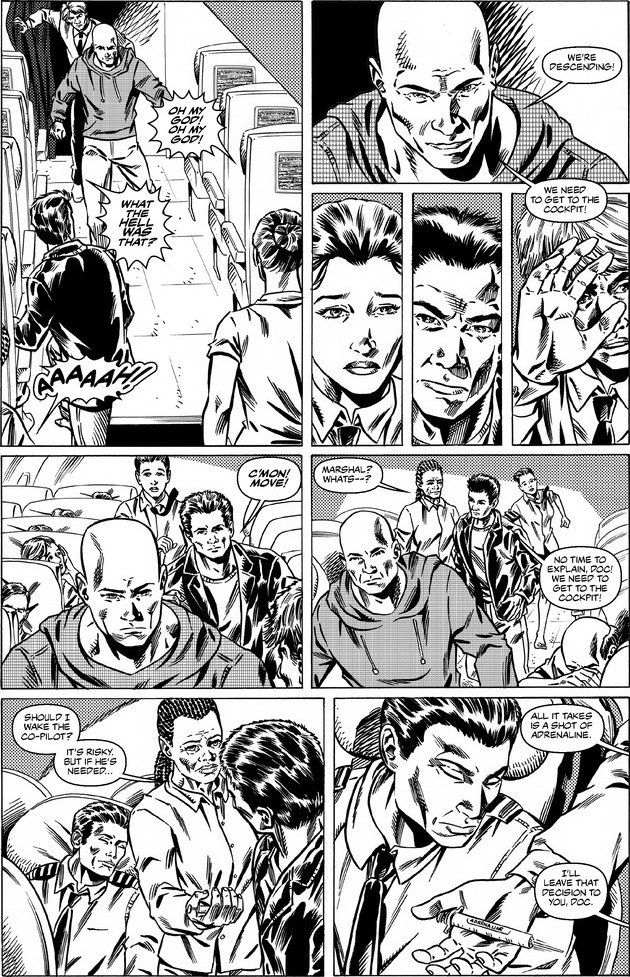 OH MY
GOD!
OH MY
GOD!
WHAT
THE
HELL
WAS
THAT?
AAAAAH!!
WE'RE
DESCENDING!
WE NEED
TO GET TO THE
COCKPIT!
C'MON!
MOVE!
MARSHAL?
WHATS--?
NO TIME TO
EXPLAIN, DOC!
WE NEED TO
GET TO THE
COCKPIT!
SHOULD I
WAKE THE
CO-PILOT?
IT'S RISKY.
BUT IF HE'S
NEEDED...
ALL IT TAKES
IS A SHOT OF
ADRENALINE.
I'LL
LEAVE THAT
DECISION TO
YOU, DOC.
ADRENALINE